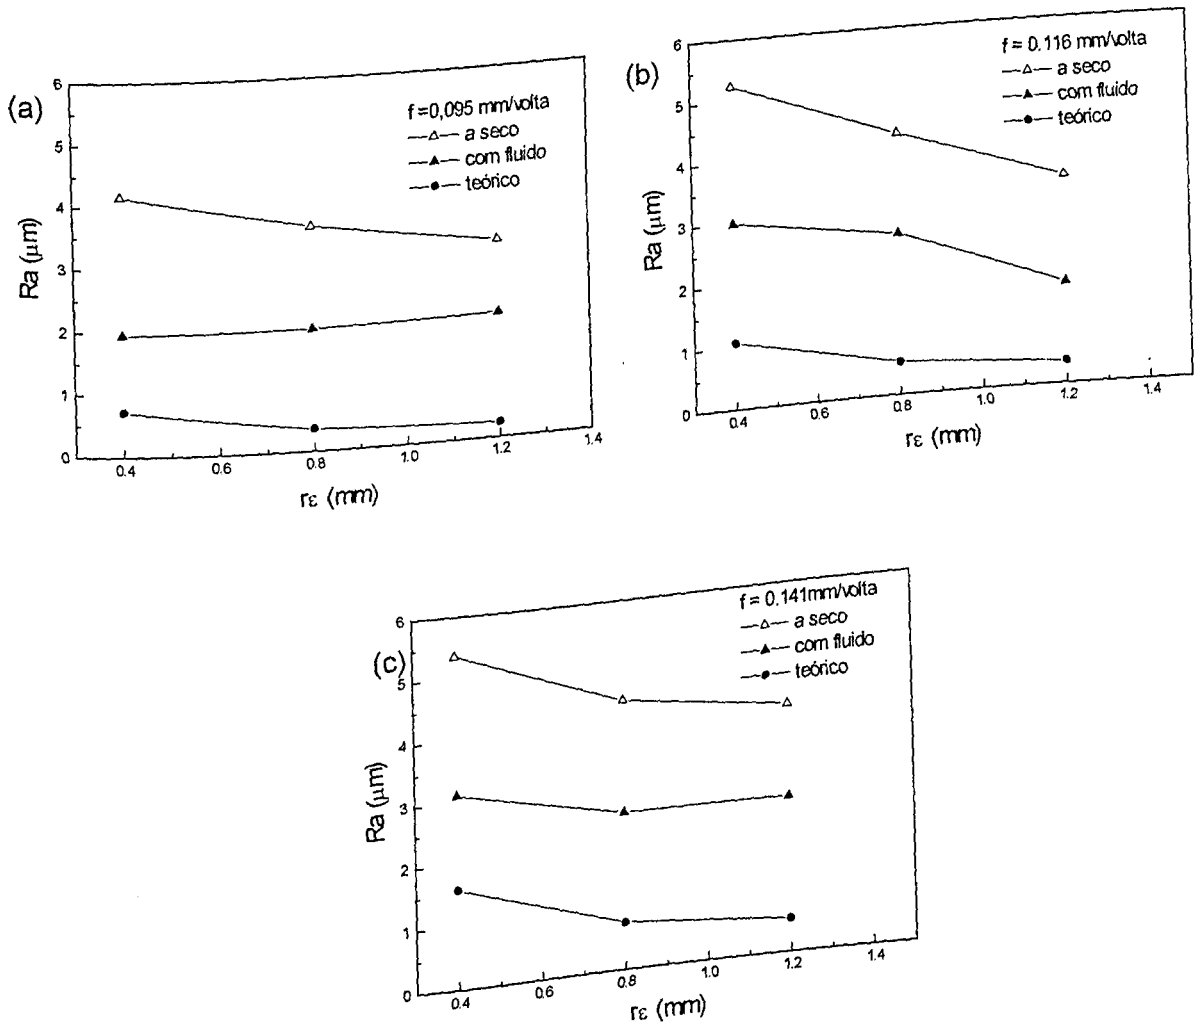 (a)
6
5
4
3
2
1
0
Ra (μm)
f =0,095 mm/volta
a seco
com fluido
teórico
0.4 0.6 0.8 1.0 1.2 1.4
rε (mm)
(b)
6
5
4
3
2
1
0
Ra (μm)
f = 0.116 mm/volta
a seco
com fluido
teórico
0.4 0.6 0.8 1.0 1.2 1.4
rε (mm)
(c)
6
5
4
3
2
1
0
Ra (μm)
f = 0.141mm/volta
a seco
com fluido
teórico
0.4 0.6 0.8 1.0 1.2 1.4
rε (mm)